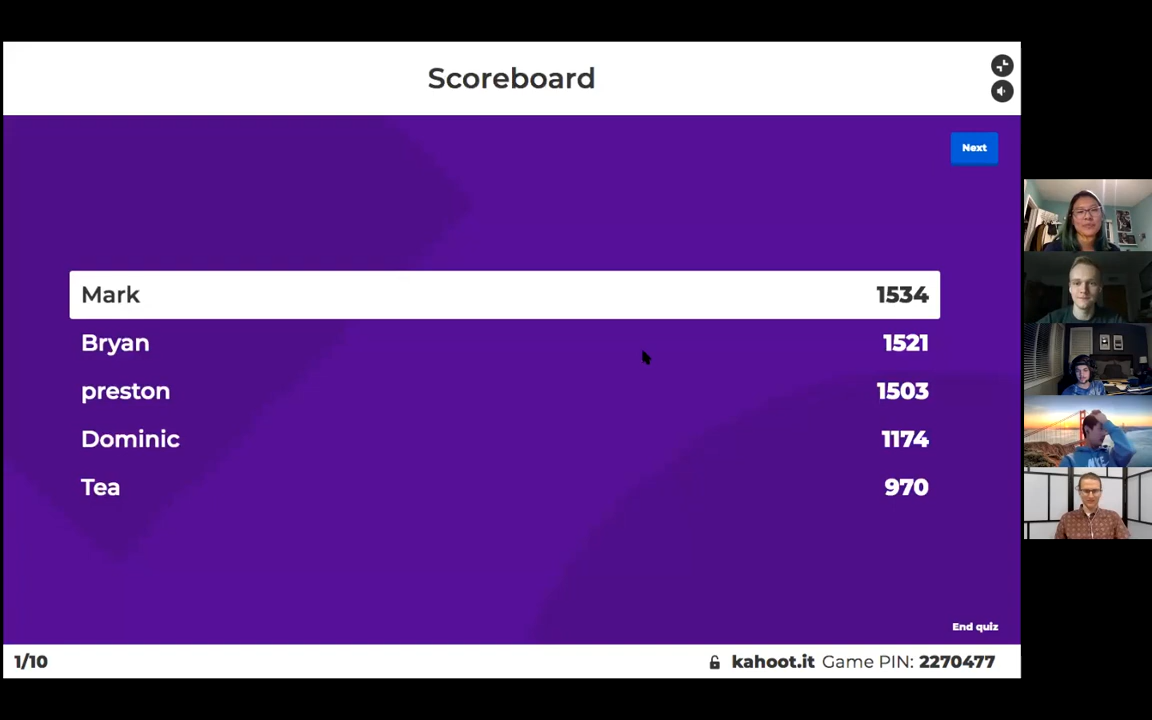 Scoreboard
Next
Mark 1534
Bryan 1521
preston 1503
Dominic 1174
Tea 970
End quiz
1/10 kahoot.it Game PIN: 2270477